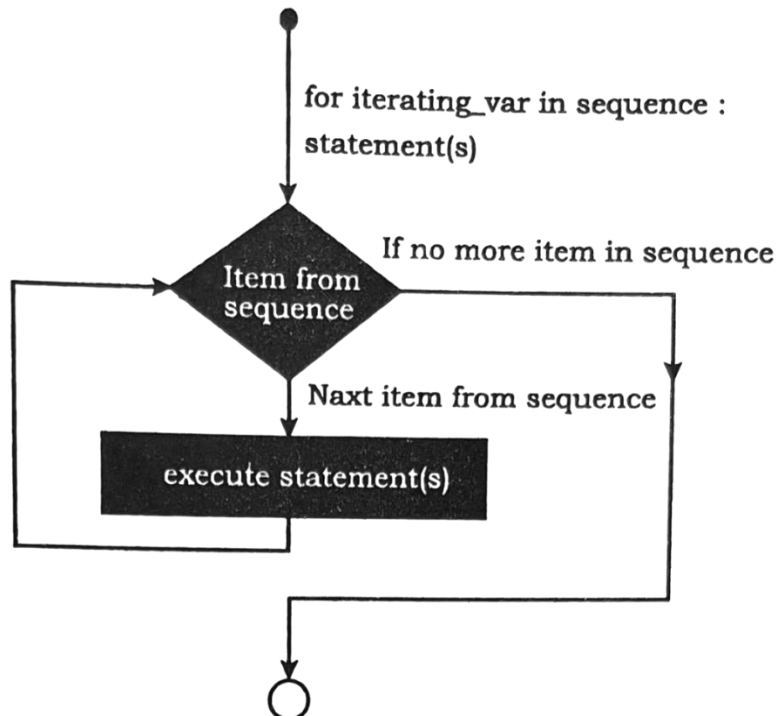 for iterating_var in sequence :
statement(s)
If no more item in sequence
Item from
sequence
Naxt item from sequence
execute statement(s)